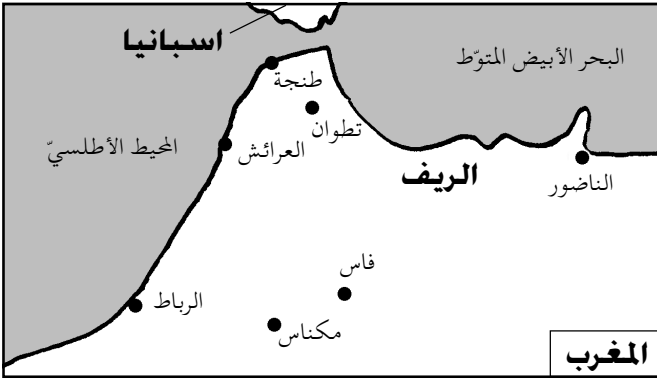 اسبانيا
البحر الأبيض المتوّط
طنجة
تطوان
المحيط الأطلسيّ
العرائش
الريف
الناضور
فاس
الرباط
مكناس
المغرب